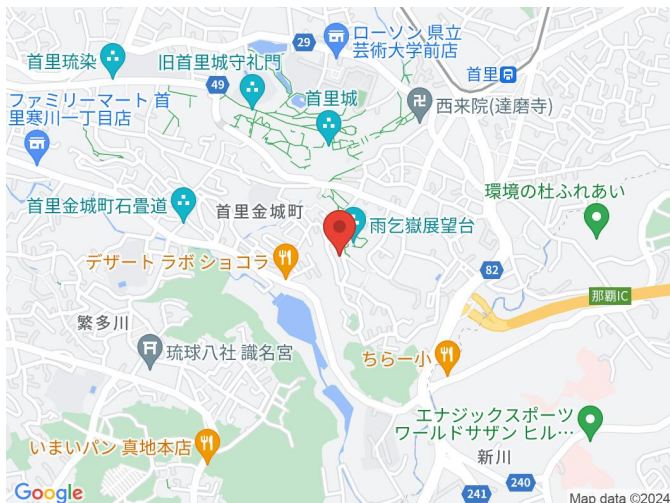 ローソン 県立
芸術大学前店
29
首里琉染
旧首里城守礼門
首里
49
首里城
西来院(達磨寺)
ファミリーマート 首
里寒川一丁目店
首里金城町石畳道
首里金城町
環境の杜ふれあい
雨乞嶽展望台
デザート ラボ ショコラ
82
那覇IC
繁多川
琉球八社 識名宮
ちらー小
エナジックスポーツ
ワールドサザン ヒル…
いまいパン 真地本店
新川
240
241
Google
Map data ©2024